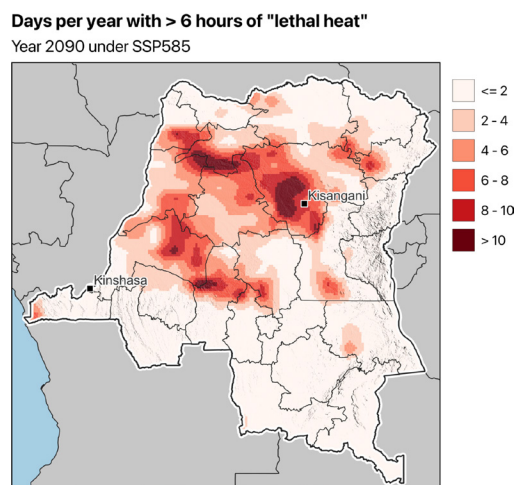 Days per year with > 6 hours of "lethal heat"
Year 2090 under SSP585
<= 2
2 - 4
4 - 6
6 - 8
8 - 10
> 10
Kisangani
Kinshasa